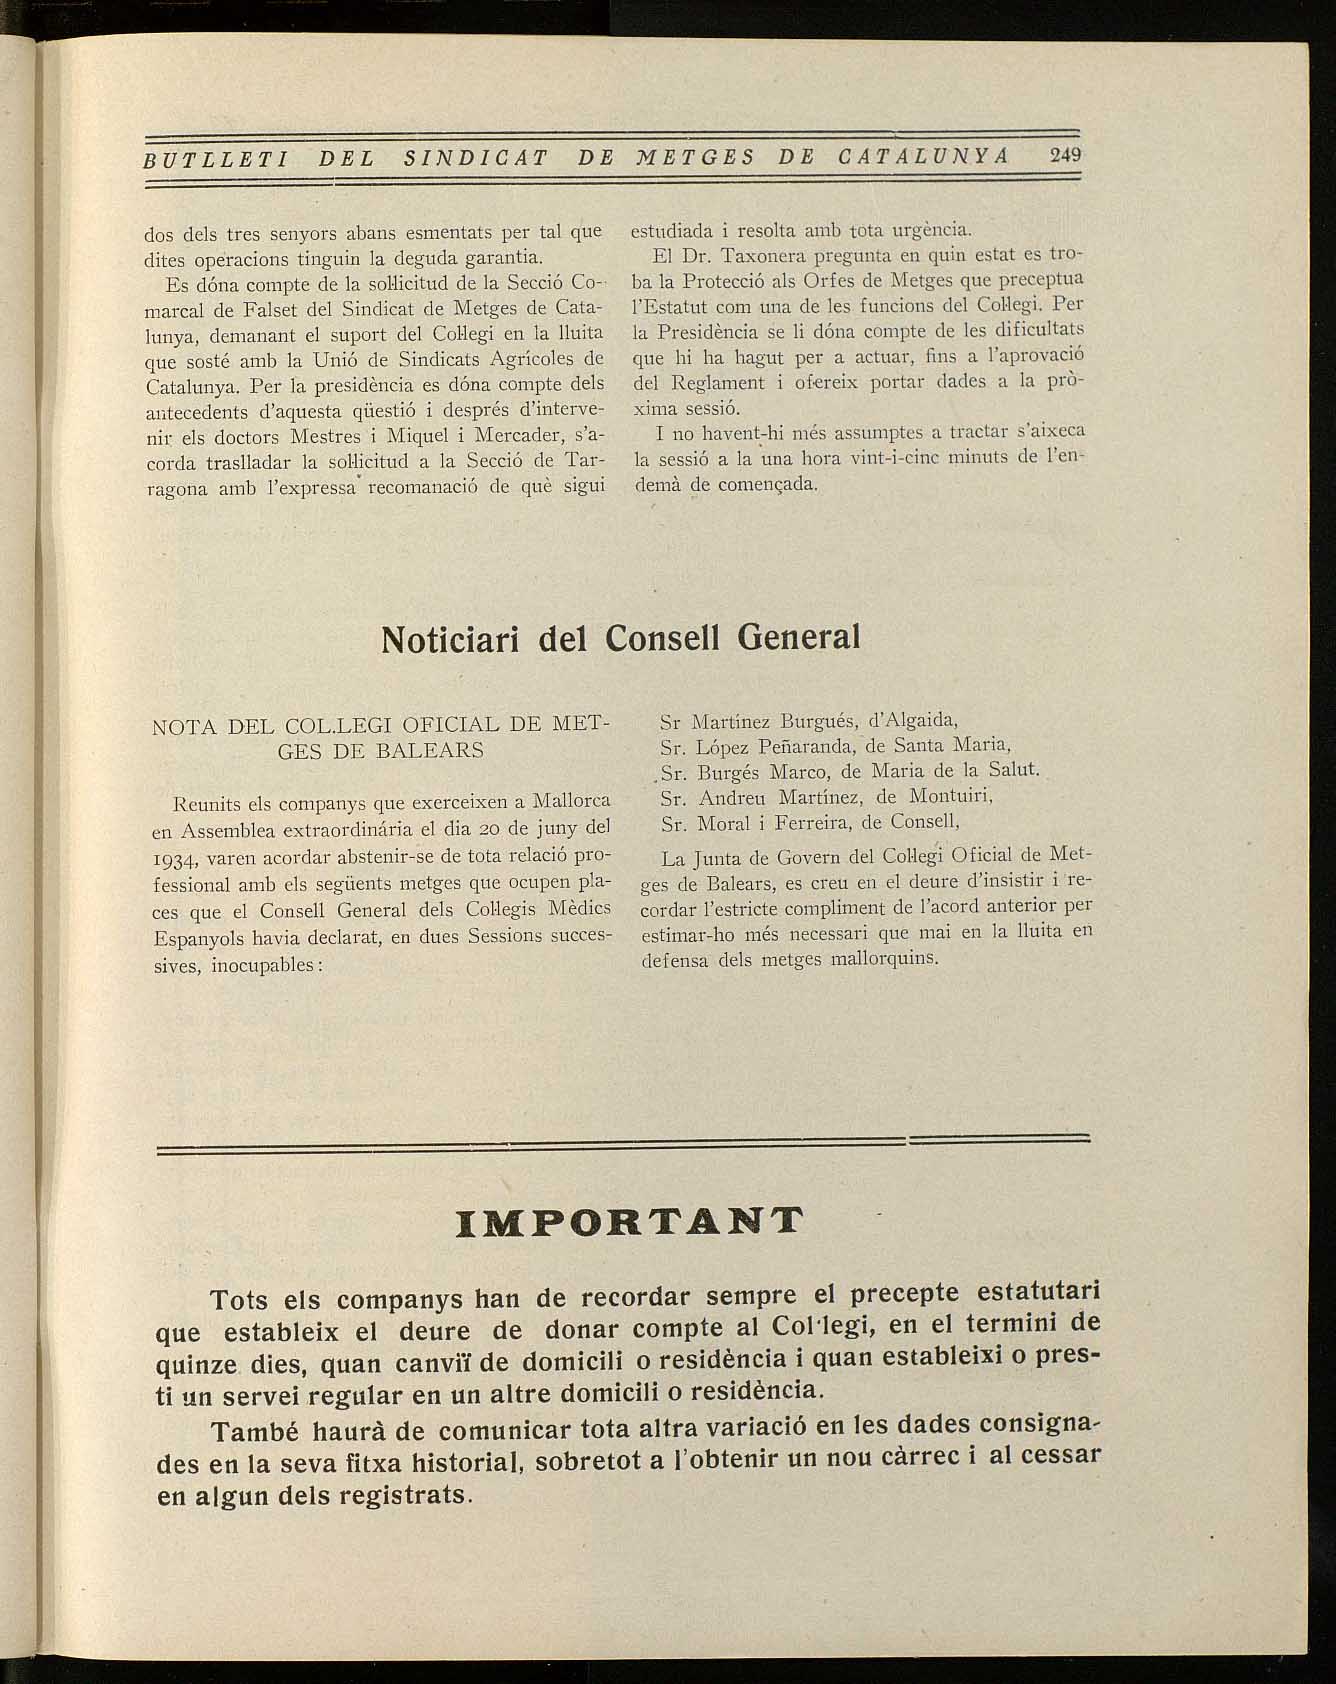 BUTLLETI DEL SINDICAT DE METGES DE CATALUNYA 249
dos dels tres senyors abans esmentats per tal que
dites operacions tinguin la deguda garantia.
Es dóna compte de la sol·licitud de la Secció Co-
marcal de Falset del Sindicat de Metges de Cata-
lunya, demanant el suport del Col·legi en la lluita
que sosté amb la Unió de Sindicats Agrícoles de
Catalunya. Per la presidència es dóna compte dels
antecedents d'aquesta qüestió i després d'interve-
nir els doctors Mestres i Miquel i Mercader, s'a-
corda traslladar la sol·licitud a la Secció de Tar-
ragona amb l'expressa recomanació de què sigui
estudiada i resolta amb tota urgència.
El Dr. Taxonera pregunta en quin estat es tro-
ba la Protecció als Orfes de Metges que preceptua
l'Estatut com una de les funcions del Col·legi. Per
la Presidència se li dóna compte de les dificultats
que hi ha hagut per a actuar, fins a l'aprovació
del Reglament i ofereix portar dades a la prò-
xima sessió.
I no havent-hi més assumptes a tractar s'aixeca
la sessió a la una hora vint-i-cinc minuts de l'en-
demà de començada.
Noticiari del Consell General
NOTA DEL COL.LEGI OFICIAL DE MET-
GES DE BALEARS
Reunits els companys que exerceixen a Mallorca
en Assemblea extraordinária el dia 20 de juny del
1934, varen acordar abstenir-se de tota relació pro-
fessional amb els següents metges que ocupen pla-
ces que el Consell General dels Col·legis Mèdics
Espanyols havia declarat, en dues Sessions succes-
sives, inocupables:
Sr Martínez Burgués, d'Algaida,
Sr. López Peñaranda, de Santa Maria,
Sr. Burgés Marco, de Maria de la Salut.
Sr. Andreu Martínez, de Montuiri,
Sr. Moral i Ferreira, de Consell,
La Junta de Govern del Col·legi Oficial de Met-
ges de Balears, es creu en el deure d'insistir i re-
cordar l'estricte compliment de l'acord anterior per
estimar-ho més necessari que mai en la lluita en
defensa dels metges mallorquins.
IMPORTANT
Tots els companys han de recordar sempre el precepte estatutari
que estableix el deure de donar compte al Col·legi, en el termini de
quinze dies, quan canviï de domicili o residència i quan estableixi o pres-
ti un servei regular en un altre domicili o residència.
També haurà de comunicar tota altra variació en les dades consigna-
des en la seva fitxa historial, sobretot a l'obtenir un nou càrrec i al cessar
en algun dels registrats.